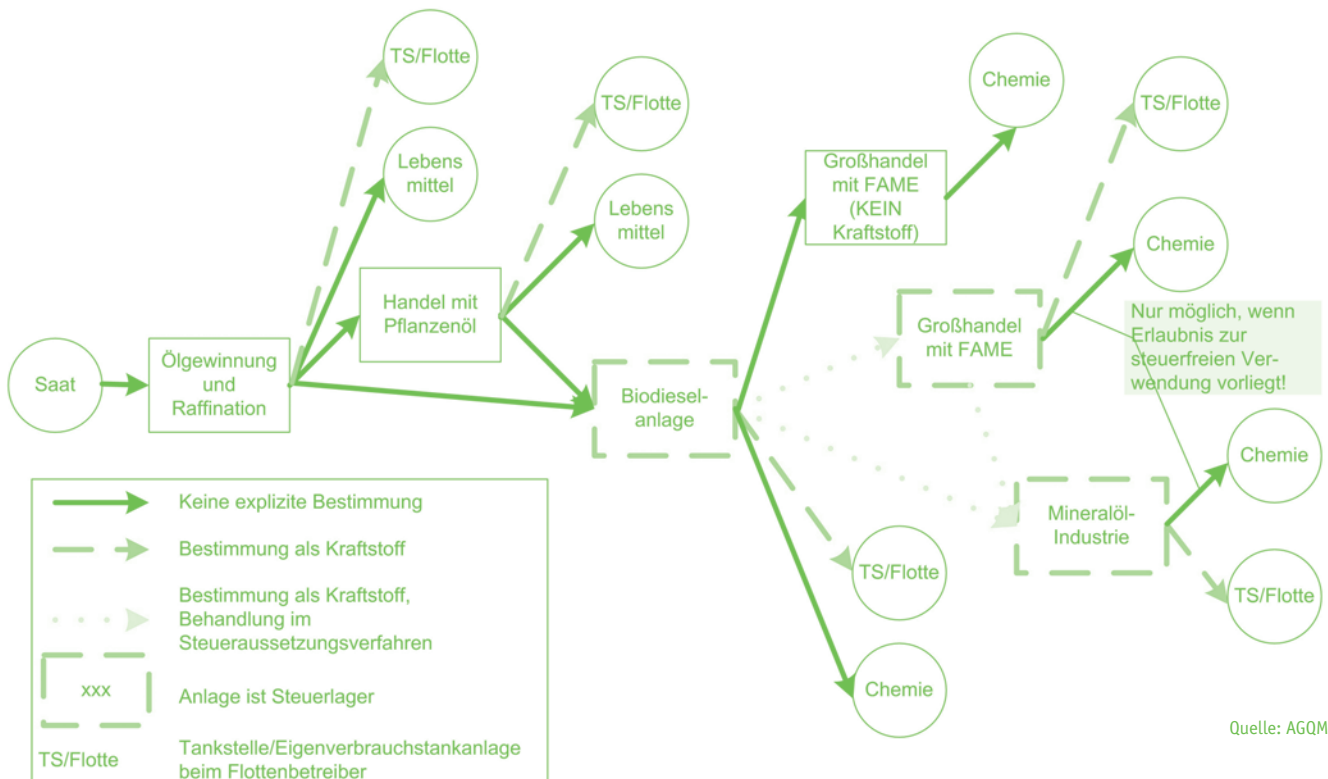 TS/Flotte
Lebens
mittel
TS/Flotte
Lebens
mittel
Handel mit
Pflanzenöl
Saat
Ölgewinnung
und
Raffination
Biodiesel-
anlage
Großhandel
mit FAME
(KEIN
Kraftstoff)
Chemie
TS/Flotte
Chemie
Großhandel
mit FAME
Nur möglich, wenn
Erlaubnis zur
steuerfreien Ver-
wendung vorliegt!
Chemie
Mineralöl-
Industrie
TS/Flotte
TS/Flotte
Chemie
Keine explizite Bestimmung
Bestimmung als Kraftstoff
Bestimmung als Kraftstoff,
Behandlung im
Steueraussetzungsverfahren
xxx
Anlage ist Steuerlager
TS/Flotte
Tankstelle/Eigenverbrauchstankanlage
beim Flottenbetreiber
Quelle: AGQM